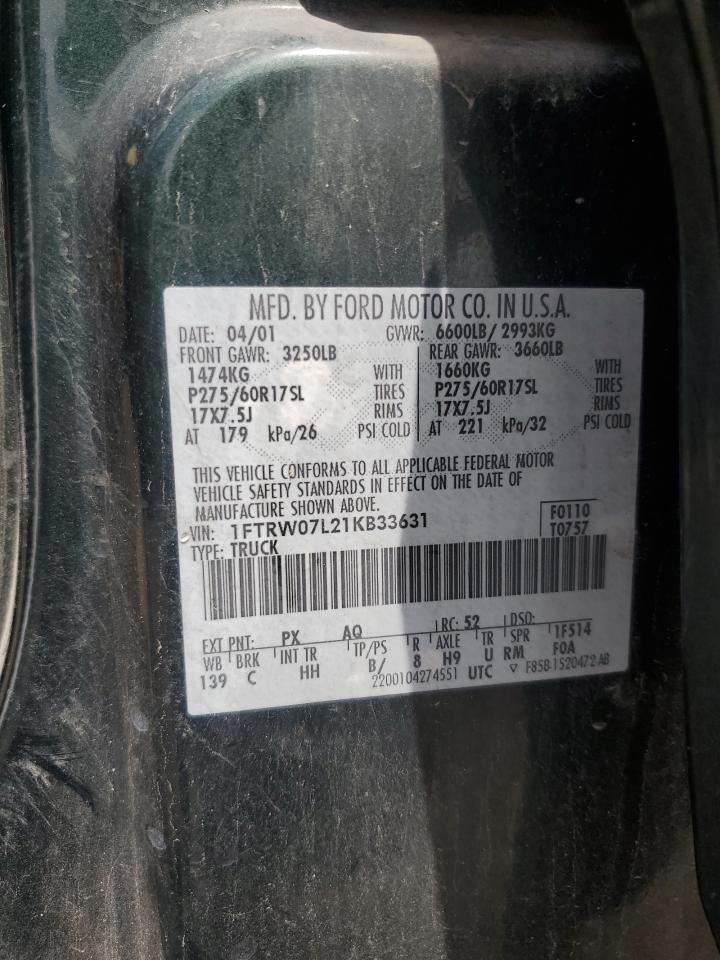 MFD. BY FORD MOTOR CO. IN U.S.A.
DATE: 04/01 GVWR: 6600LB/ 2993KG
FRONT GAWR: 3250LB REAR GAWR: 3660LB
1474KG WITH 1660KG WITH
P275/60R17SL TIRES P275/60R17SL TIRES
17X7.5J RIMS 17X7.5J RIMS
AT 179 kPa/26 PSI COLD AT 221 kPa/32 PSI COLD
THIS VEHICLE CONFORMS TO ALL APPLICABLE FEDERAL MOTOR
VEHICLE SAFETY STANDARDS IN EFFECT ON THE DATE OF
MANUFACTURE SHOWN ABOVE.
VIN: 1FTRW07L21KB33631 F0110
TYPE: TRUCK T0757
EXT PNT: PX AQ RC: 52 DSO:
WB BRK INT TR TP/PS R AXLE TR SPR 1F514
139 C HH B/ 8 H9 U RM F0A
2200104274551 UTC ▽ F85B-1520472-AB